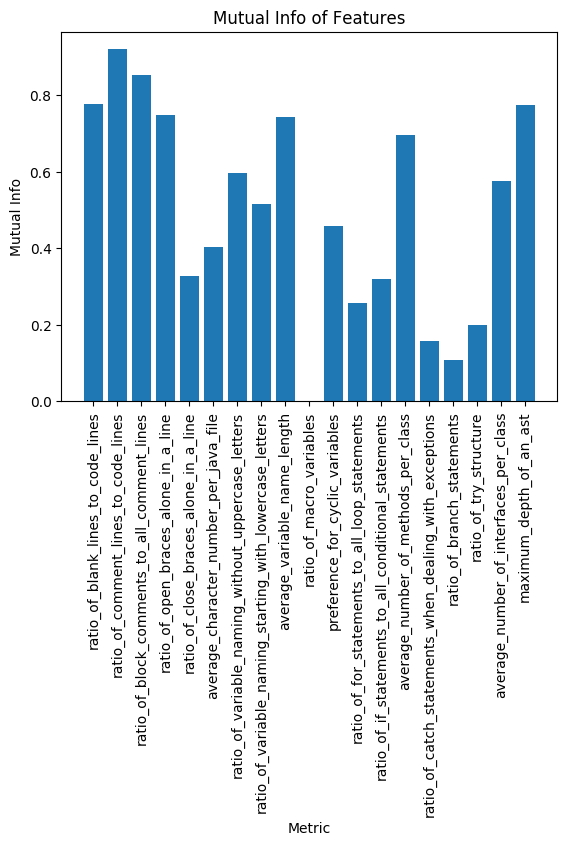 Mutual Info of Features
Mutual Info
0.8
0.6
0.4
0.2
0.0
ratio_of_blank_lines_to_code_lines
ratio_of_comment_lines_to_code_lines
ratio_of_block_comments_to_all_comment_lines
ratio_of_open_braces_alone_in_a_line
ratio_of_close_braces_alone_in_a_line
average_character_number_per_java_file
ratio_of_variable_naming_without_uppercase_letters
ratio_of_variable_naming_starting_with_lowercase_letters
average_variable_name_length
ratio_of_macro_variables
preference_for_cyclic_variables
ratio_of_for_statements_to_all_loop_statements
ratio_of_if_statements_to_all_conditional_statements
average_number_of_methods_per_class
ratio_of_catch_statements_when_dealing_with_exceptions
ratio_of_branch_statements
ratio_of_try_structure
average_number_of_interfaces_per_class
maximum_depth_of_an_ast
Metric